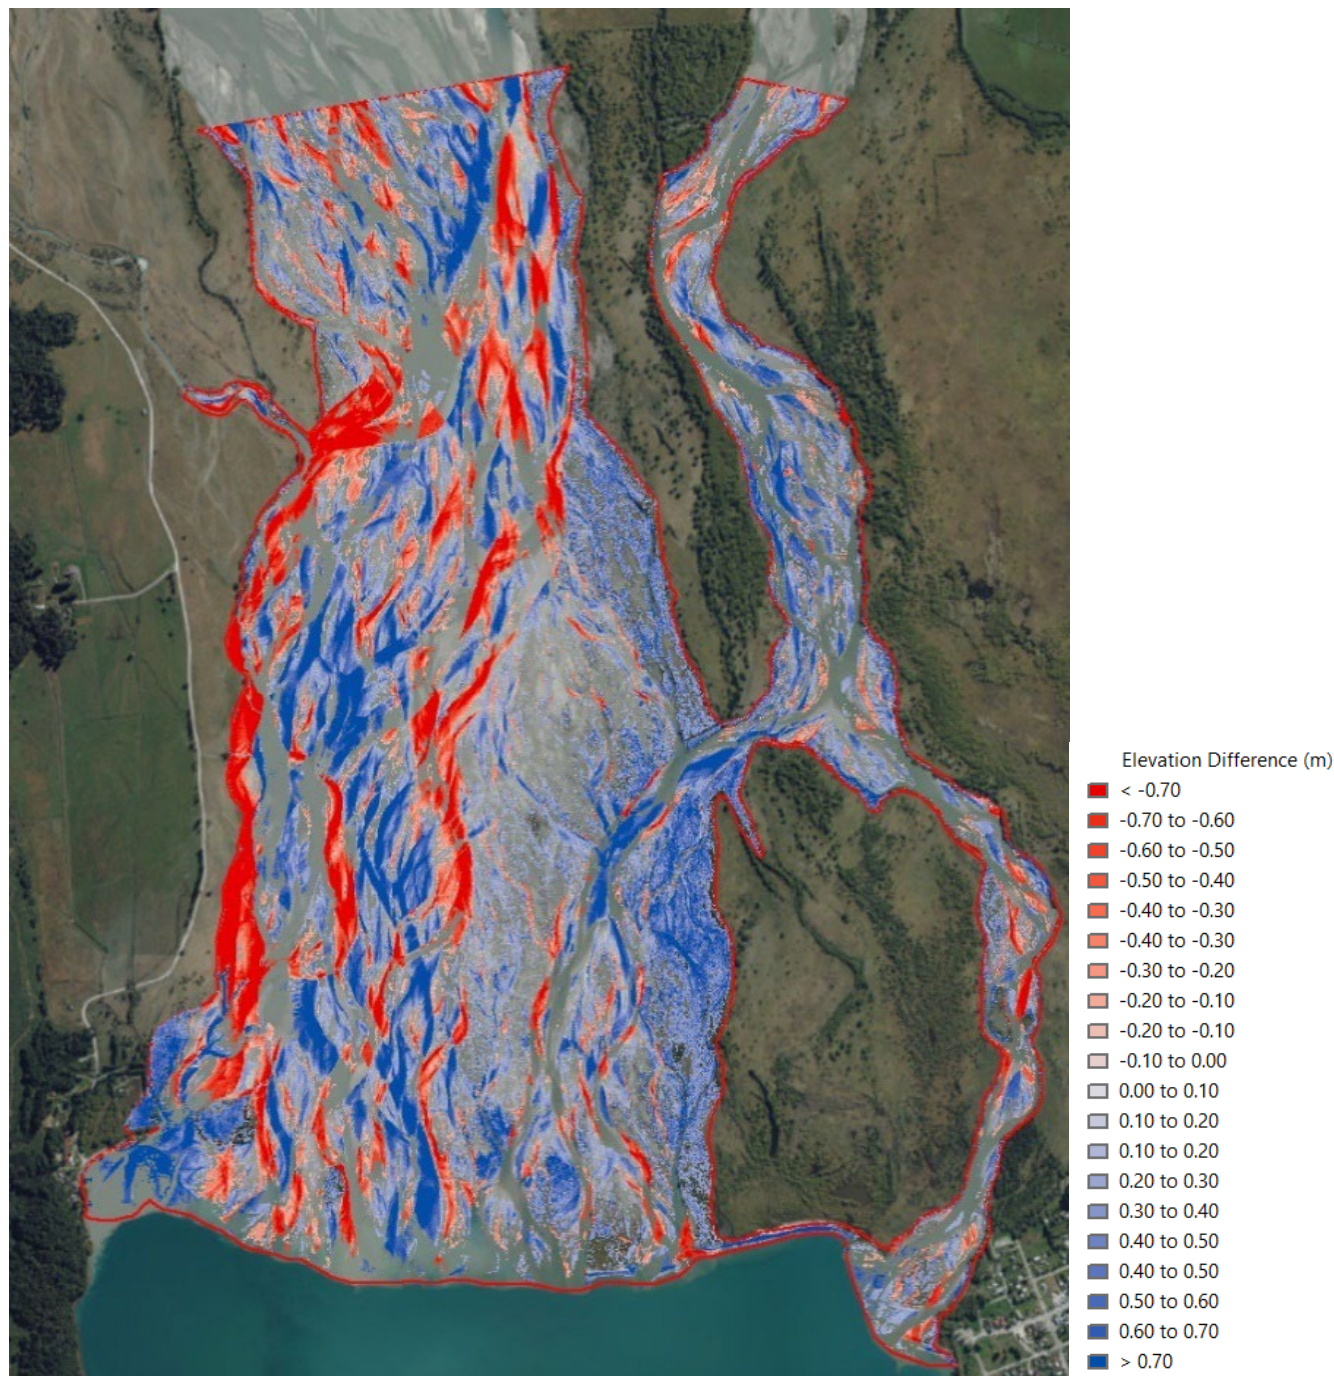 Elevation Difference (m)
< -0.70
-0.70 to -0.60
-0.60 to -0.50
-0.50 to -0.40
-0.40 to -0.30
-0.40 to -0.30
-0.30 to -0.20
-0.20 to -0.10
-0.20 to -0.10
-0.10 to 0.00
0.00 to 0.10
0.10 to 0.20
0.10 to 0.20
0.20 to 0.30
0.30 to 0.40
0.40 to 0.50
0.40 to 0.50
0.50 to 0.60
0.60 to 0.70
> 0.70